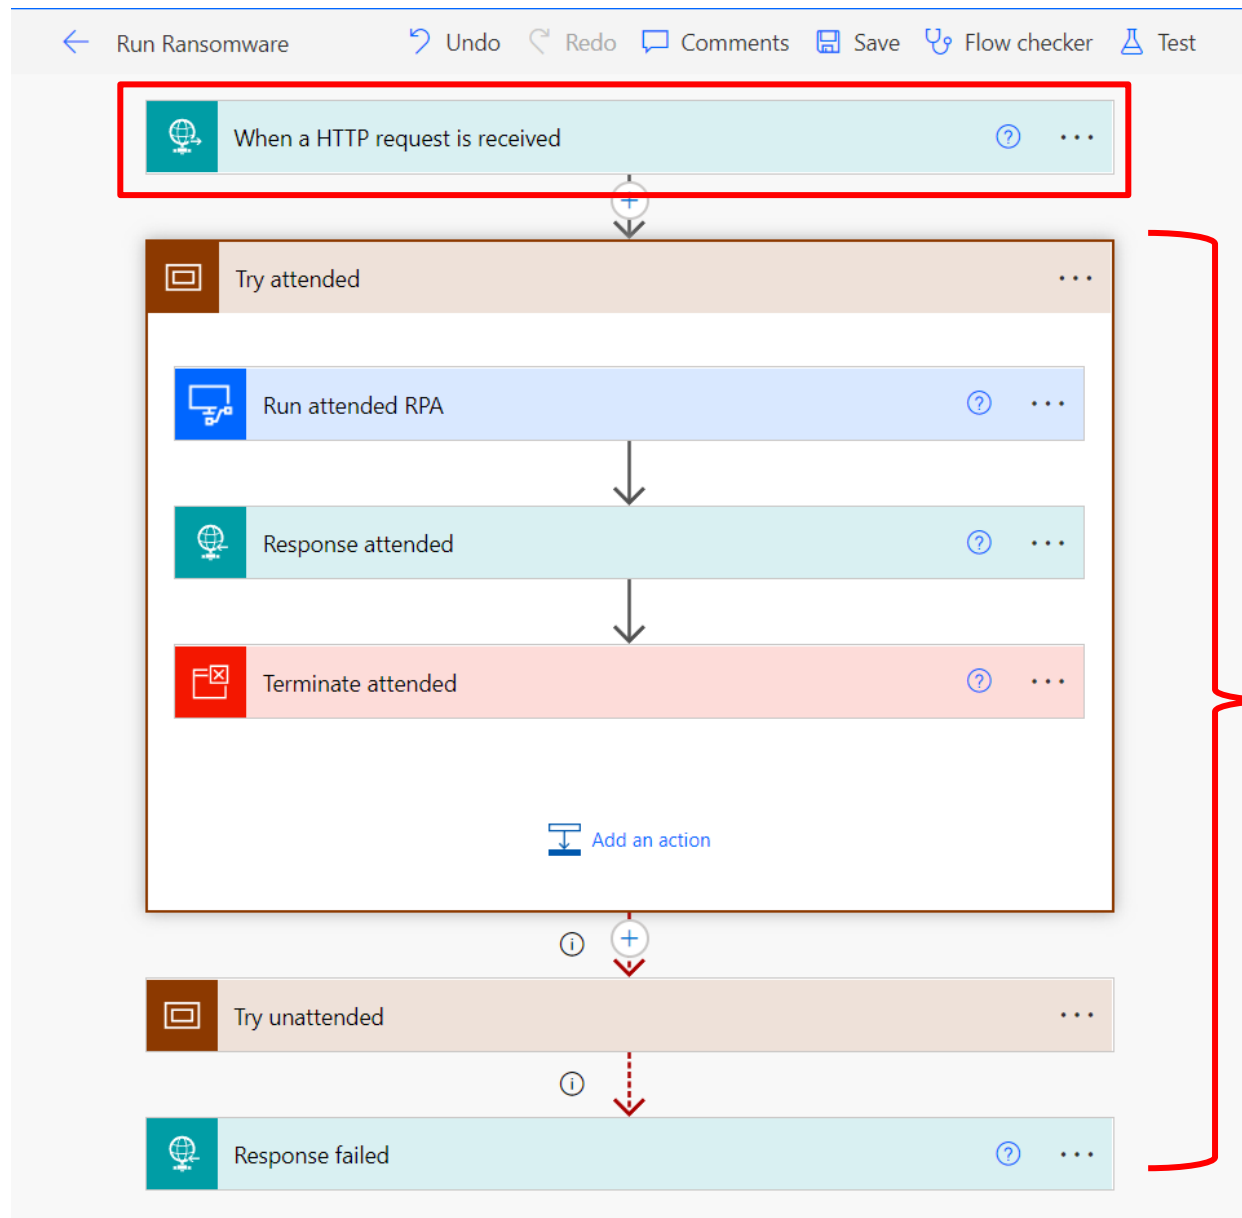 Run Ransomware Undo Redo Comments Save Flow checker Test
When a HTTP request is received
Try attended
Run attended RPA
Response attended
Terminate attended
Add an action
Try unattended
Response failed